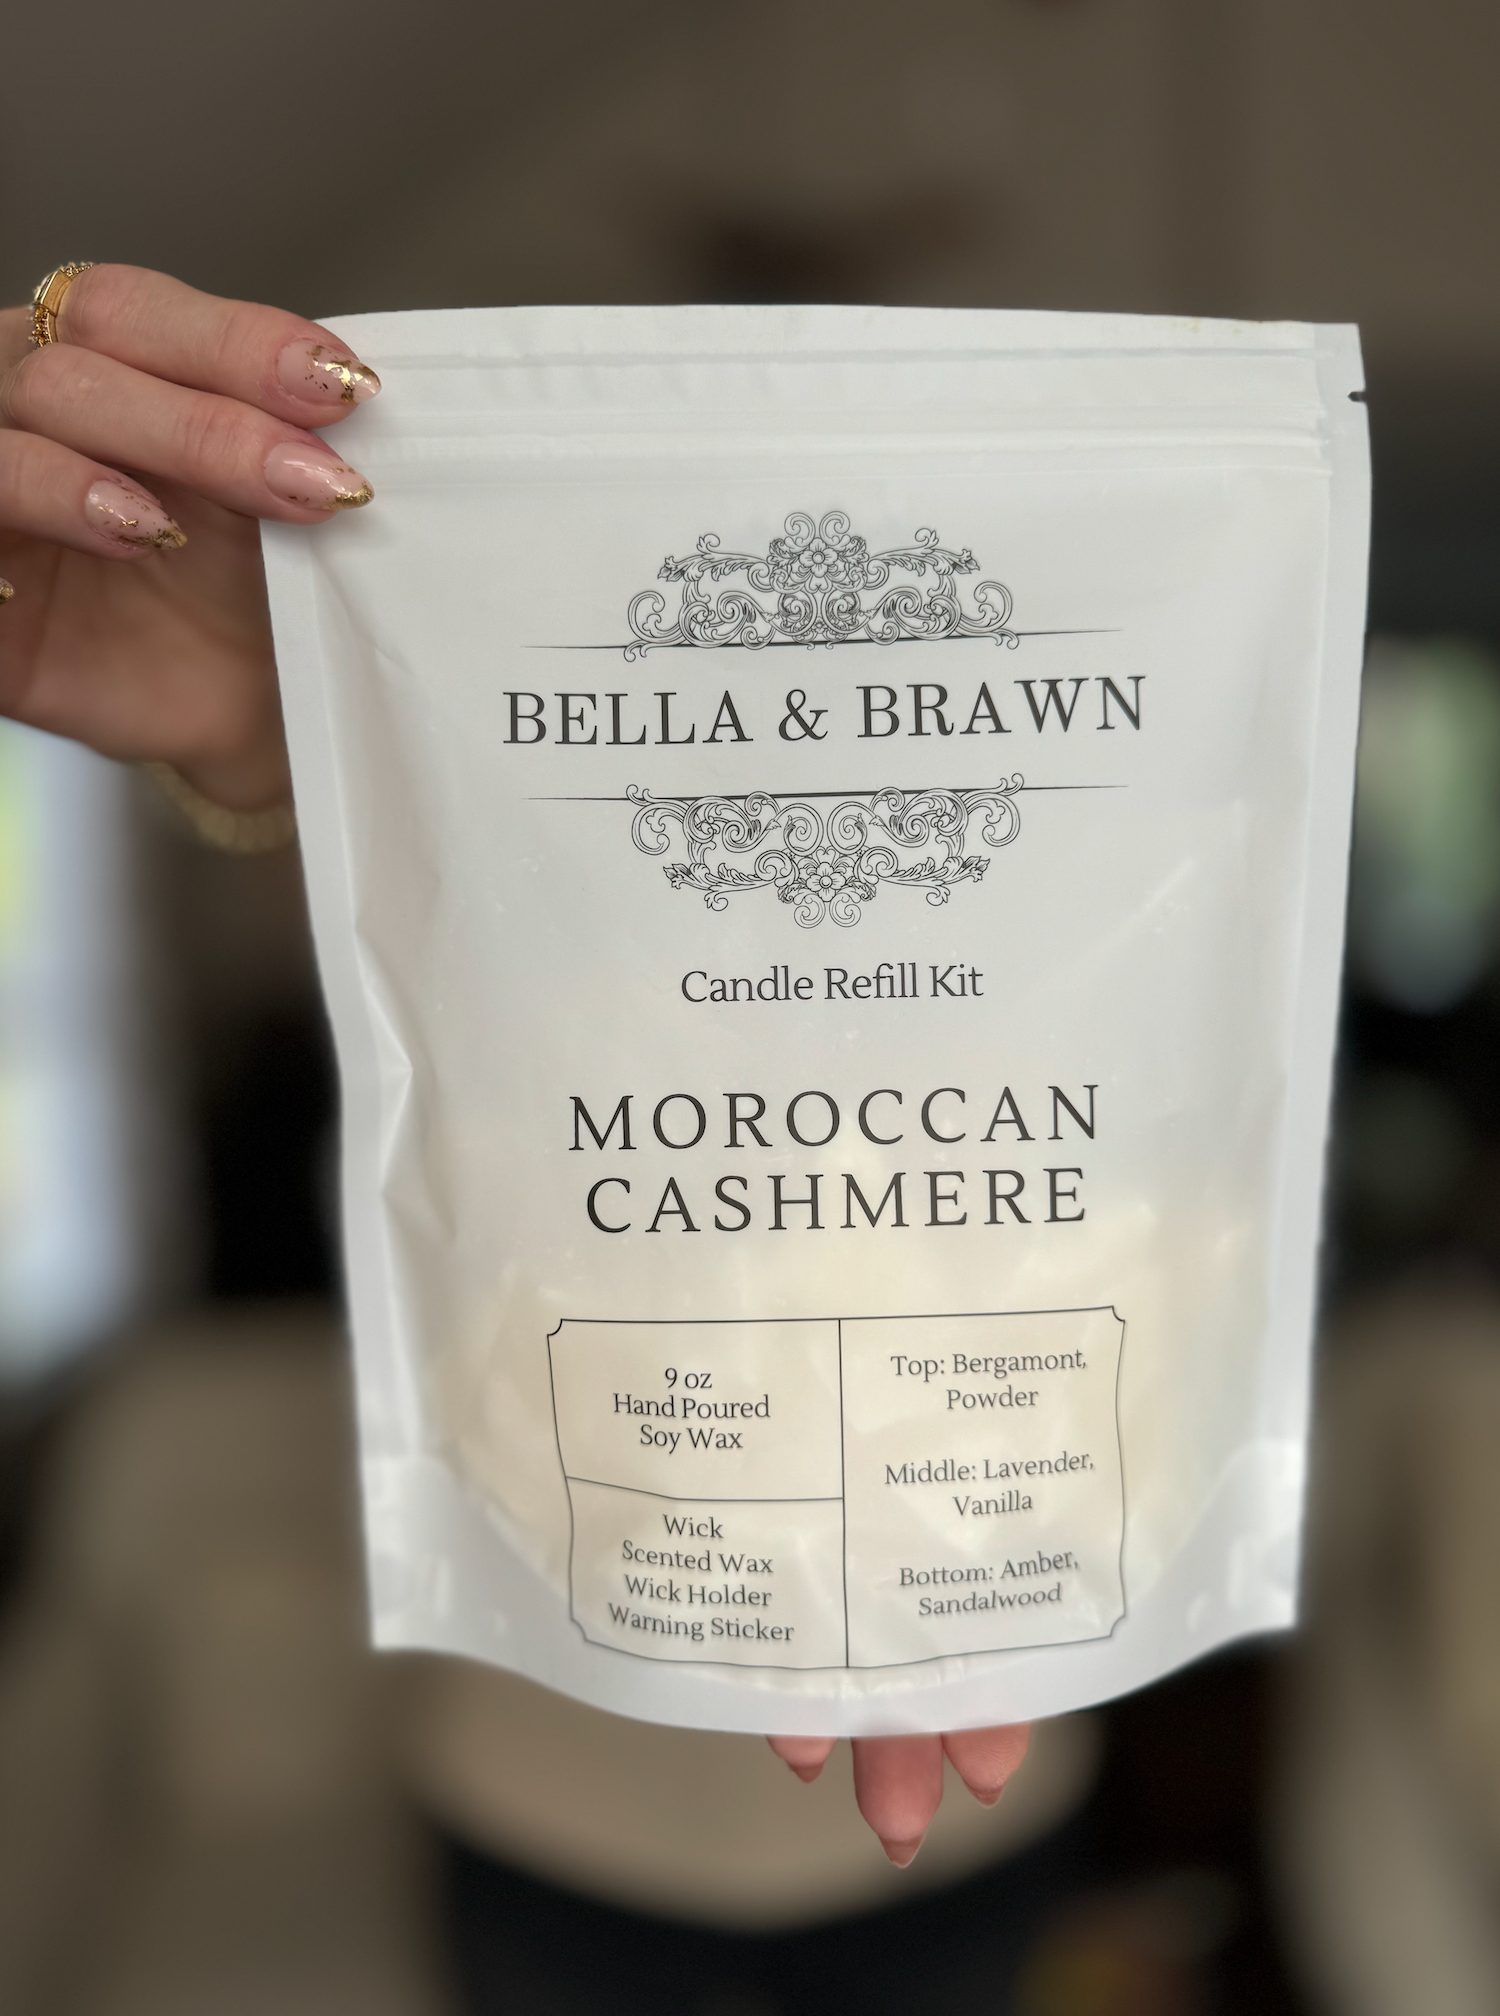 BELLA & BRAWN
Candle Refill Kit
MOROCCAN
CASHMERE
9 oz
Hand Poured
Soy Wax
Wick
Scented Wax
Wick Holder
Warning Sticker
Top: Bergamont,
Powder
Middle: Lavender,
Vanilla
Bottom: Amber,
Sandalwood